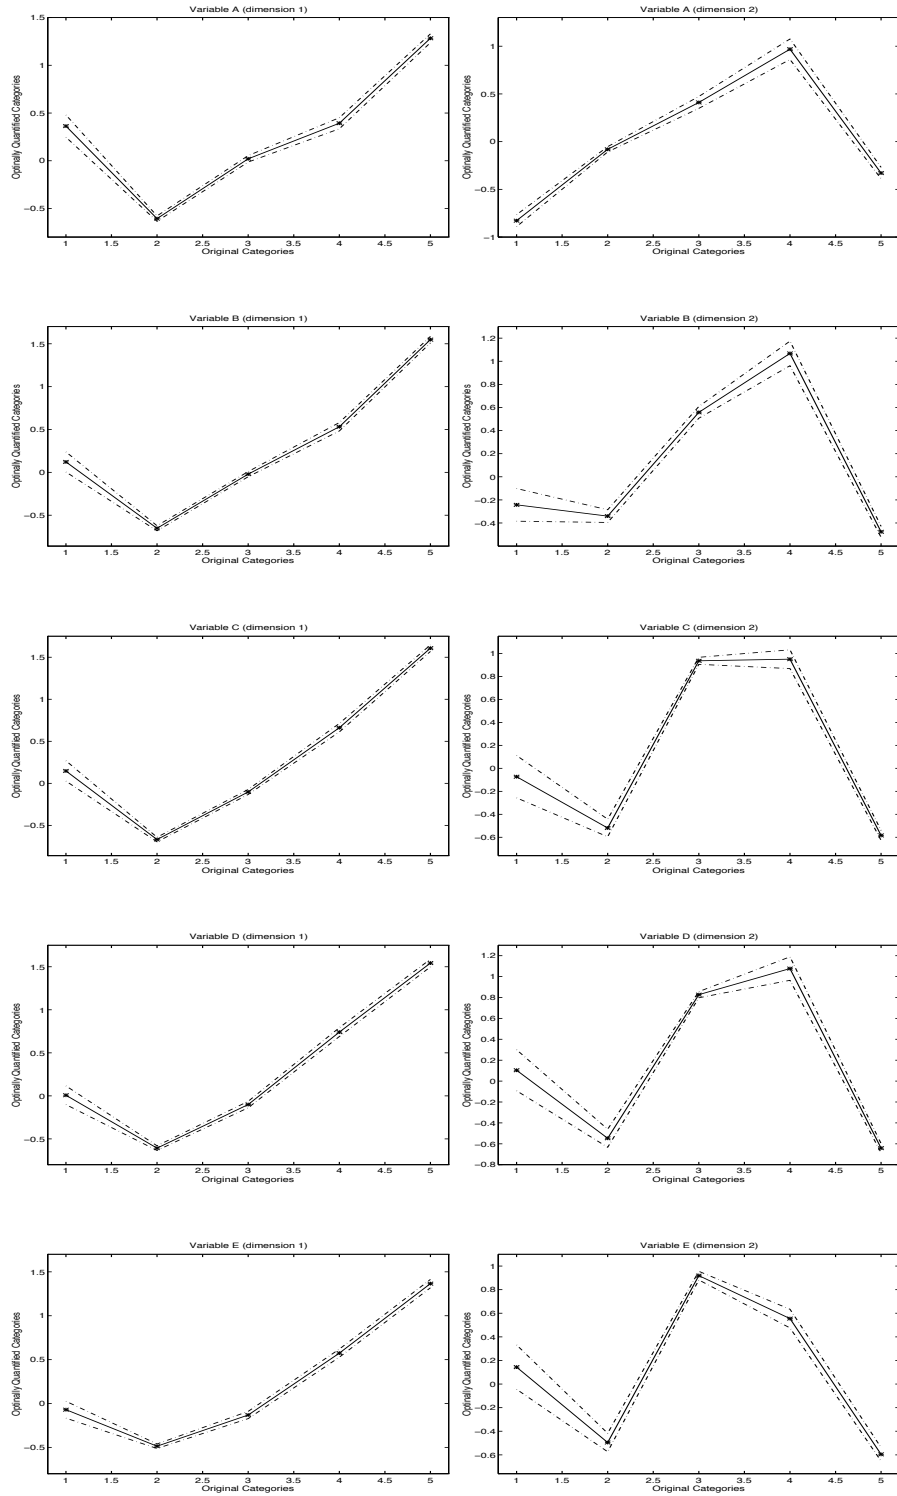 Variable A (dimension 1)
Optinally Quantified Categories
1.5
1
0.5
0
−0.5
1 1.5 2 2.5 3 3.5 4 4.5 5
Original Categories
Variable A (dimension 2)
Optinally Quantified Categories
1
0.5
0
−0.5
−1
1 1.5 2 2.5 3 3.5 4 4.5 5
Original Categories
Variable B (dimension 1)
Optinally Quantified Categories
1.5
1
0.5
0
−0.5
1 1.5 2 2.5 3 3.5 4 4.5 5
Original Categories
Variable B (dimension 2)
Optinally Quantified Categories
1.2
1
0.8
0.6
0.4
0.2
0
−0.2
−0.4
1 1.5 2 2.5 3 3.5 4 4.5 5
Original Categories
Variable C (dimension 1)
Optinally Quantified Categories
1.5
1
0.5
0
−0.5
1 1.5 2 2.5 3 3.5 4 4.5 5
Original Categories
Variable C (dimension 2)
Optinally Quantified Categories
1
0.8
0.6
0.4
0.2
0
−0.2
−0.4
−0.6
1 1.5 2 2.5 3 3.5 4 4.5 5
Original Categories
Variable D (dimension 1)
Optinally Quantified Categories
1.5
1
0.5
0
−0.5
1 1.5 2 2.5 3 3.5 4 4.5 5
Original Categories
Variable D (dimension 2)
Optinally Quantified Categories
1.2
1
0.8
0.6
0.4
0.2
0
−0.2
−0.4
−0.6
−0.8
1 1.5 2 2.5 3 3.5 4 4.5 5
Original Categories
Variable E (dimension 1)
Optinally Quantified Categories
1.5
1
0.5
0
−0.5
1 1.5 2 2.5 3 3.5 4 4.5 5
Original Categories
Variable E (dimension 2)
Optinally Quantified Categories
1
0.8
0.6
0.4
0.2
0
−0.2
−0.4
−0.6
1 1.5 2 2.5 3 3.5 4 4.5 5
Original Categories